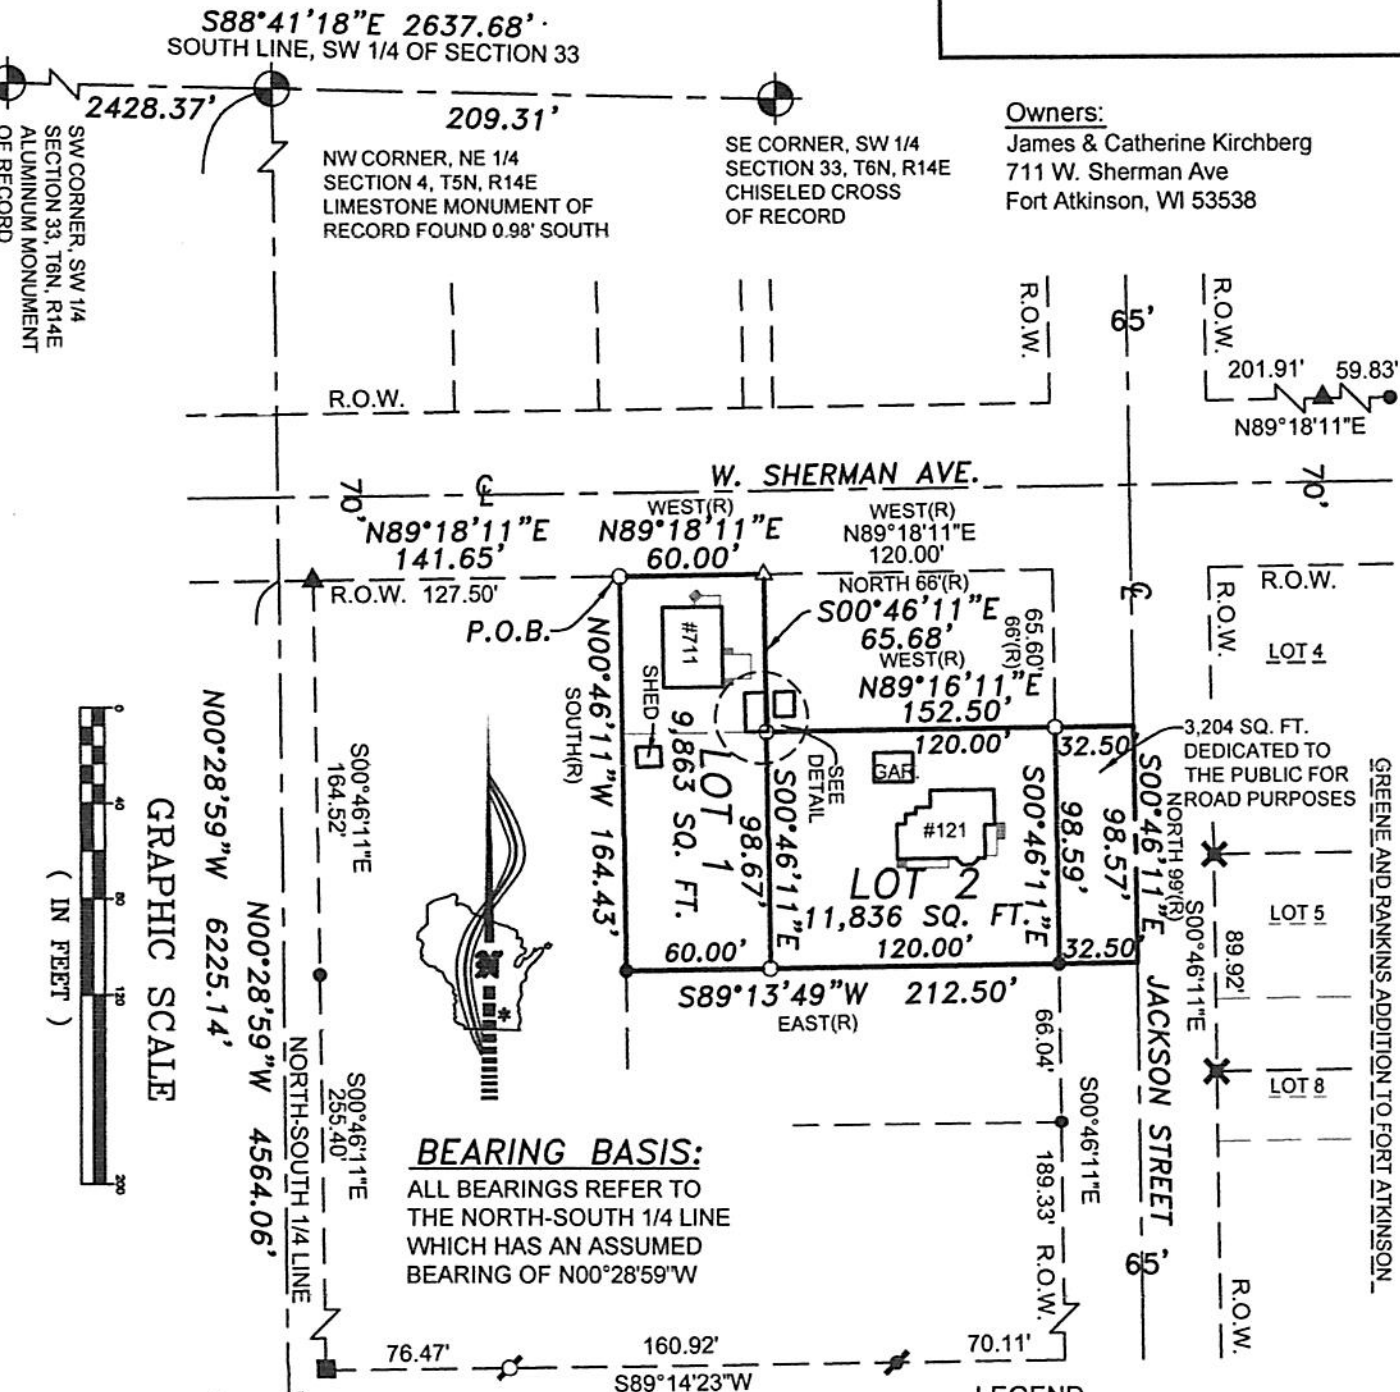 S88°41'18"E 2637.68'
SOUTH LINE, SW 1/4 OF SECTION 33
2428.37'
209.31'
SW CORNER, SW 1/4
SECTION 33, T6N, R14E
ALUMINUM MONUMENT
OF RECORD
NW CORNER, NE 1/4
SECTION 4, T5N, R14E
LIMESTONE MONUMENT OF
RECORD FOUND 0.98' SOUTH
SE CORNER, SW 1/4
SECTION 33, T6N, R14E
CHISELED CROSS
OF RECORD
Owners:
James & Catherine Kirchberg
711 W. Sherman Ave
Fort Atkinson, WI 53538
R.O.W.
65'
R.O.W.
201.91' 59.83'
N89°18'11"E
R.O.W.
W. SHERMAN AVE.
70'
70'
WEST(R)
N89°18'11"E
141.65'
N89°18'11"E
60.00'
WEST(R)
N89°18'11"E
120.00'
R.O.W. 127.50'
P.O.B.
NORTH 66'(R)
S00°46'11"E
65.68'
WEST(R)
N89°16'11"E
152.50'
65.60'
66'(R)
R.O.W.
R.O.W.
LOT 4
#711
SHED
N00°46'11"W 164.43'
SOUTH(R)
LOT 1
9,863 SQ. FT.
98.67'
S00°46'11"E
SEE
DETAIL
120.00'
32.50'
GAR.
#121
LOT 2
11,836 SQ. FT.
S00°46'11"E
98.59'
98.57'
S00°46'11"E
NORTH 99'(R)
3,204 SQ. FT.
DEDICATED TO
THE PUBLIC FOR
ROAD PURPOSES
60.00'
120.00'
32.50'
S89°13'49"W 212.50'
EAST(R)
S00°46'11"E
89.92'
LOT 5
LOT 8
GREENE AND RANKINS ADDITION TO FORT ATKINSON
JACKSON STREET
65'
R.O.W.
66.04'
S00°46'11"E
189.33' R.O.W.
S00°46'11"E
164.52'
S00°46'11"E
255.40'
N00°28'59"W 6225.14'
N00°28'59"W 4564.06'
NORTH-SOUTH 1/4 LINE
GRAPHIC SCALE
( IN FEET )
0
40
80
120
200
BEARING BASIS:
ALL BEARINGS REFER TO
THE NORTH-SOUTH 1/4 LINE
WHICH HAS AN ASSUMED
BEARING OF N00°28'59"W
76.47'
160.92'
70.11'
S89°14'23"W
LEGEND